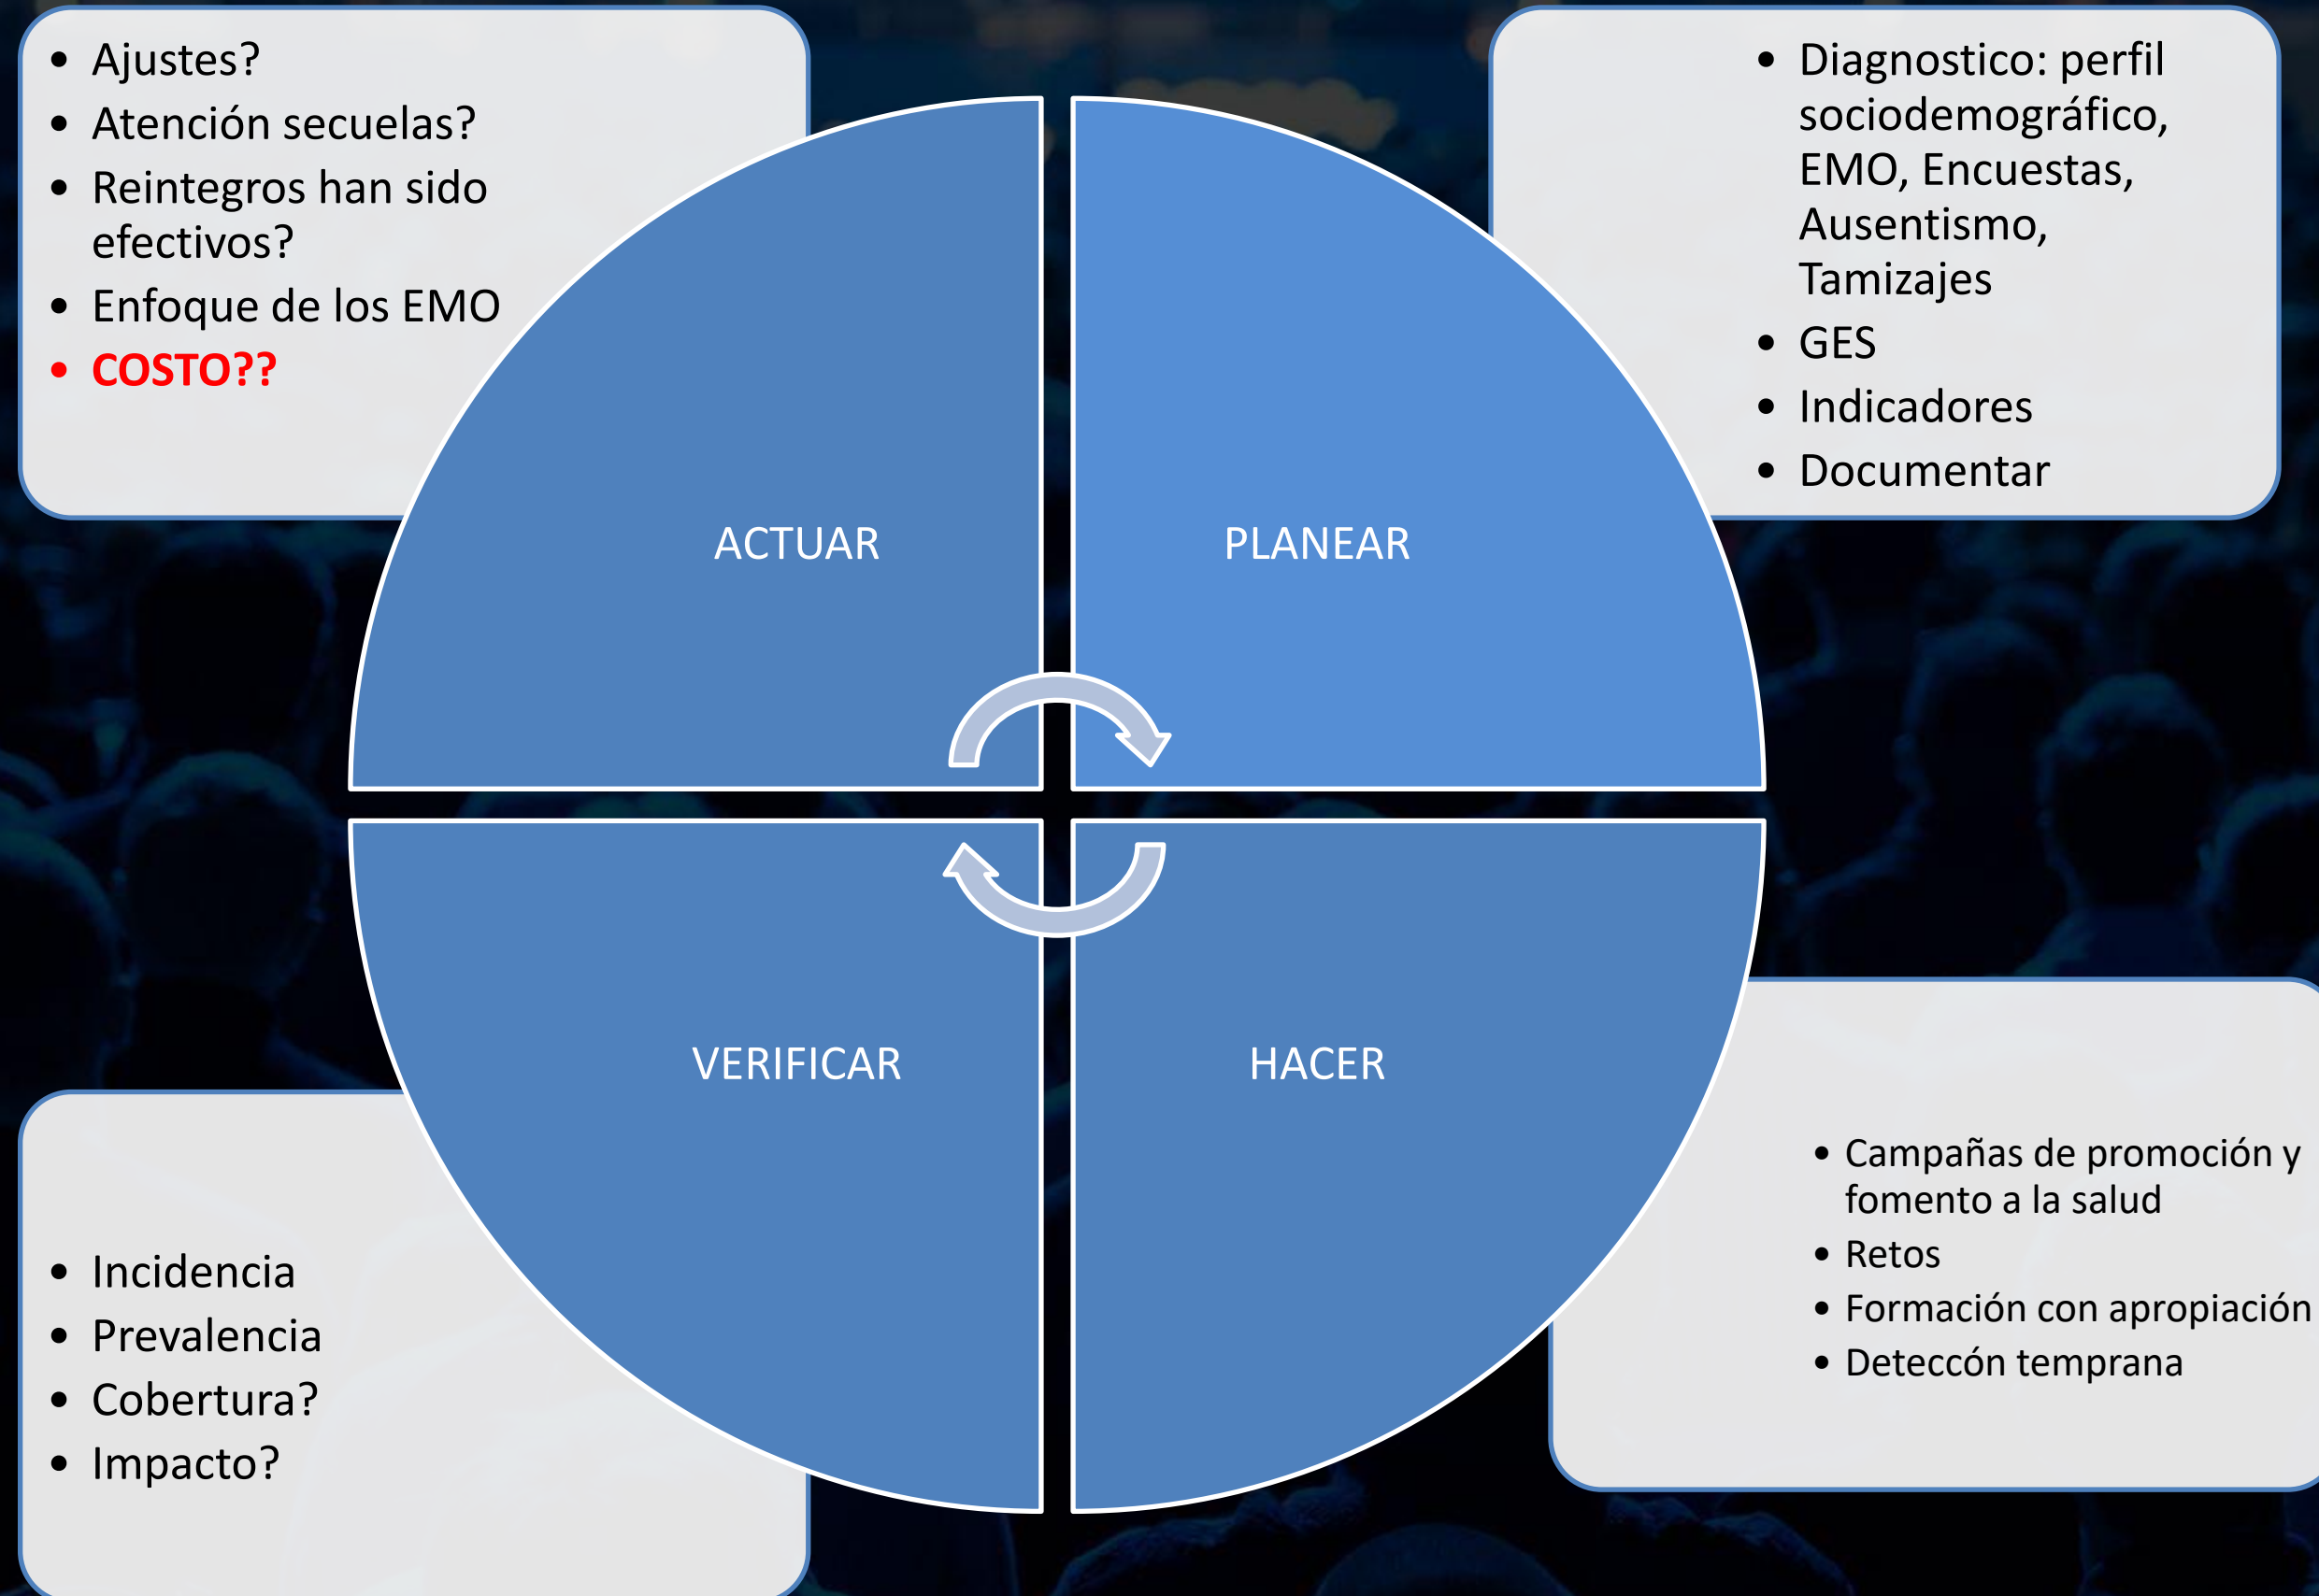 • Ajustes?
• Atención secuelas?
• Reintegros han sido
efectivos?
• Enfoque de los EMO
• COSTO??
• Diagnostico: perfil
sociodemográfico,
EMO, Encuestas,
Ausentismo,
Tamizajes
• GES
• Indicadores
• Documentar
ACTUAR
PLANEAR
VERIFICAR
HACER
• Incidencia
• Prevalencia
• Cobertura?
• Impacto?
• Campañas de promoción y
fomento a la salud
• Retos
• Formación con apropiación
• Deteccón temprana